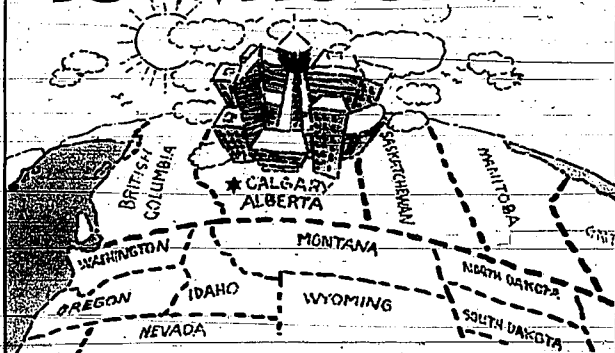 BRITISH
COLUMBIA
CALGARY
ALBERTA
SASKATCHEWAN
MANITOBA
WASHINGTON
MONTANA
NORTH DAKOTA
OREGON
IDAHO
WYOMING
SOUTH DAKOTA
NEVADA